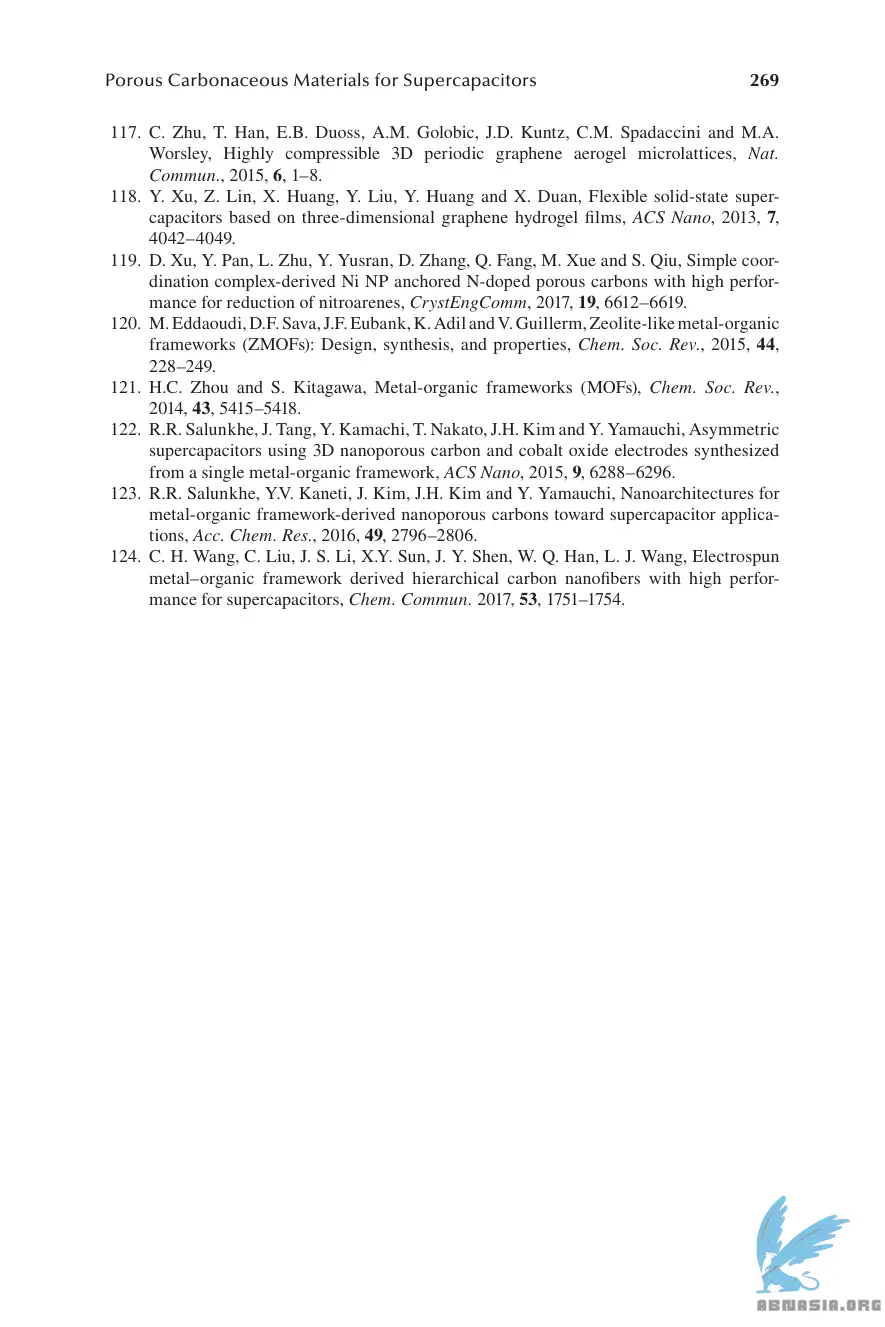 Porous Carbonaceous Materials for Supercapacitors 269
117. C. Zhu, T. Han, E.B. Duoss, A.M. Golobic, J.D. Kuntz, C.M. Spadaccini and M.A.
Worsley, Highly compressible 3D periodic graphene aerogel microlattices, Nat.
Commun., 2015, 6, 1–8.
118. Y. Xu, Z. Lin, X. Huang, Y. Liu, Y. Huang and X. Duan, Flexible solid-state super-
capacitors based on three-dimensional graphene hydrogel films, ACS Nano, 2013, 7,
4042–4049.
119. D. Xu, Y. Pan, L. Zhu, Y. Yusran, D. Zhang, Q. Fang, M. Xue and S. Qiu, Simple coor-
dination complex-derived Ni NP anchored N-doped porous carbons with high perfor-
mance for reduction of nitroarenes, CrystEngComm, 2017, 19, 6612–6619.
120. M. Eddaoudi, D.F. Sava, J.F. Eubank, K. Adil and V. Guillerm, Zeolite-like metal-organic
frameworks (ZMOFs): Design, synthesis, and properties, Chem. Soc. Rev., 2015, 44,
228–249.
121. H.C. Zhou and S. Kitagawa, Metal-organic frameworks (MOFs), Chem. Soc. Rev.,
2014, 43, 5415–5418.
122. R.R. Salunkhe, J. Tang, Y. Kamachi, T. Nakato, J.H. Kim and Y. Yamauchi, Asymmetric
supercapacitors using 3D nanoporous carbon and cobalt oxide electrodes synthesized
from a single metal-organic framework, ACS Nano, 2015, 9, 6288–6296.
123. R.R. Salunkhe, Y.V. Kaneti, J. Kim, J.H. Kim and Y. Yamauchi, Nanoarchitectures for
metal-organic framework-derived nanoporous carbons toward supercapacitor applica-
tions, Acc. Chem. Res., 2016, 49, 2796–2806.
124. C. H. Wang, C. Liu, J. S. Li, X.Y. Sun, J. Y. Shen, W. Q. Han, L. J. Wang, Electrospun
metal–organic framework derived hierarchical carbon nanofibers with high perfor-
mance for supercapacitors, Chem. Commun. 2017, 53, 1751–1754.
ABNASIA.ORG